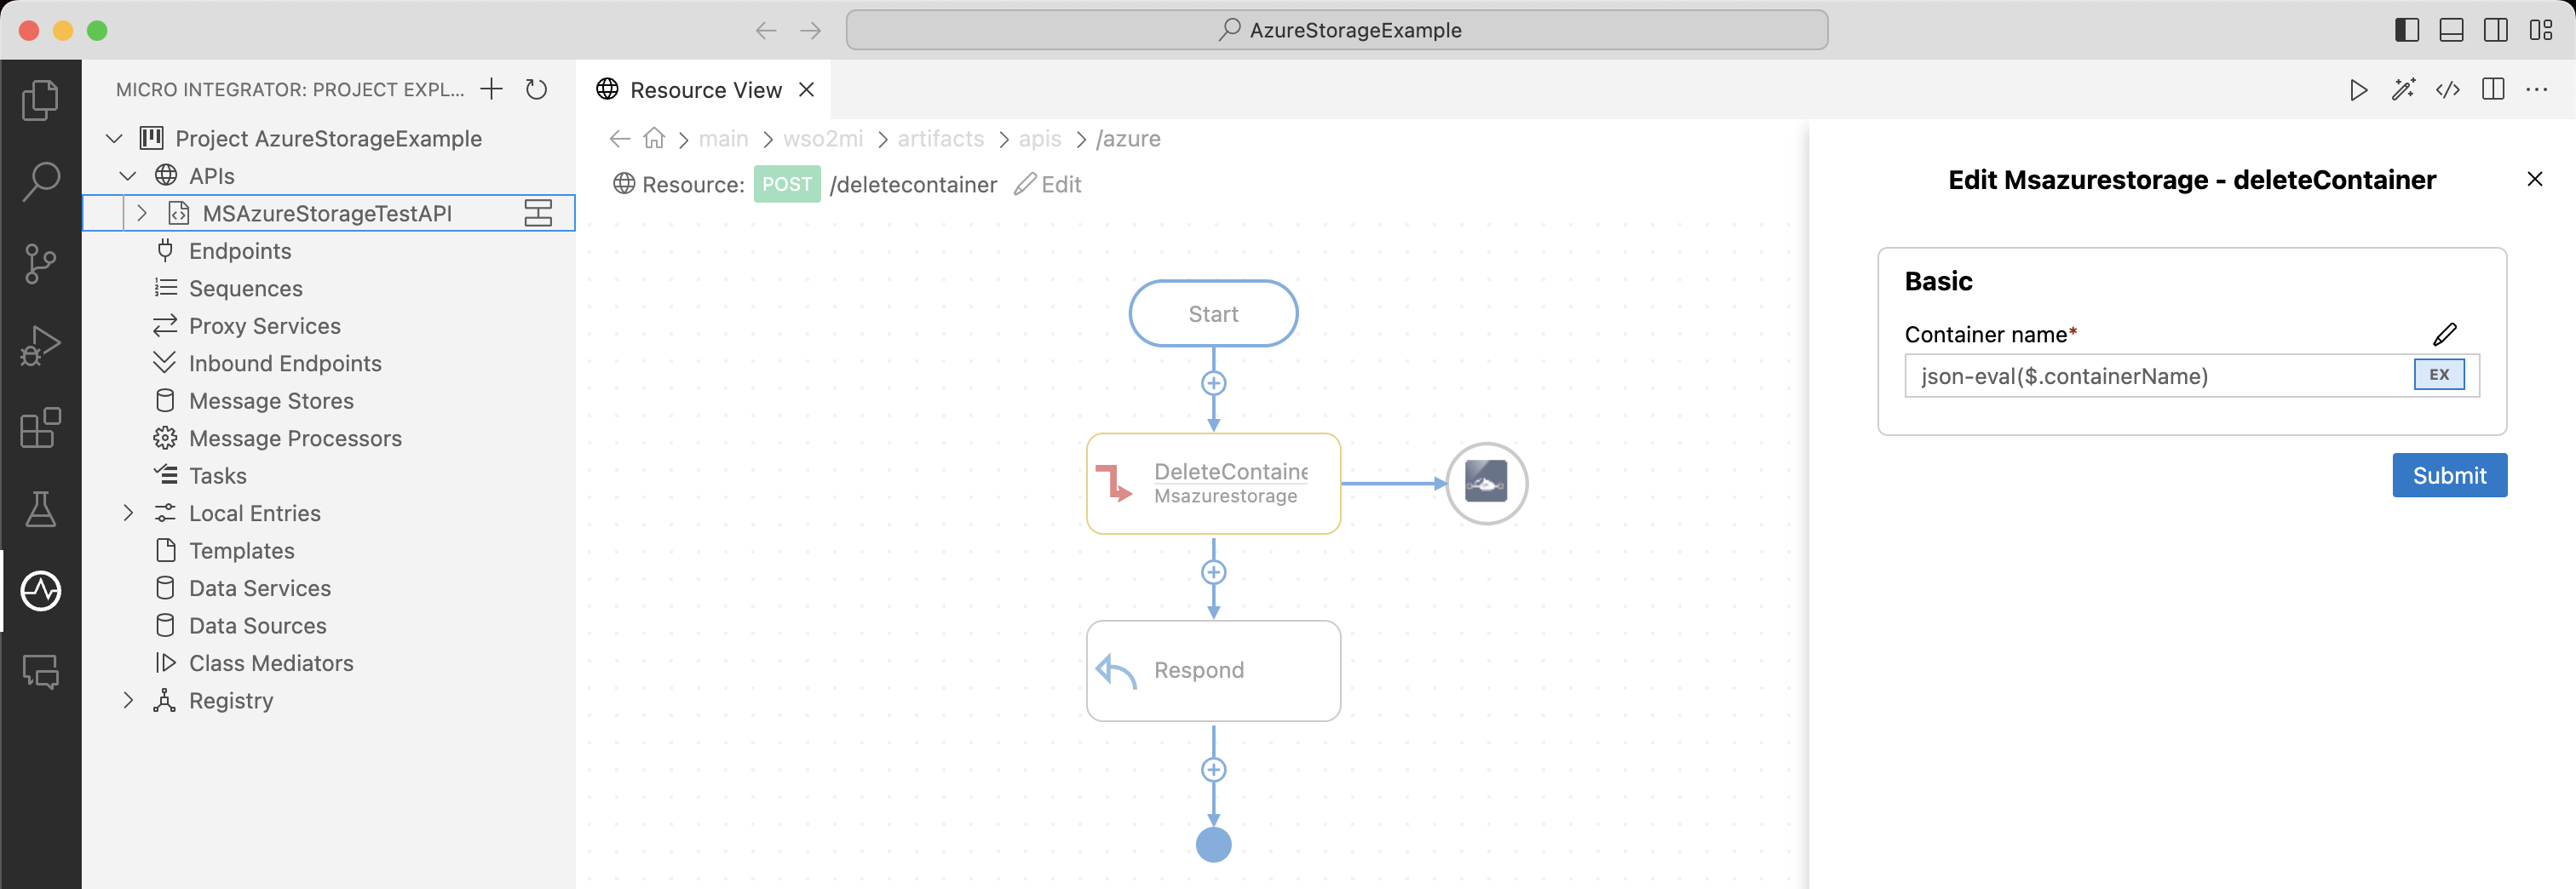 AzureStorageExample
MICRO INTEGRATOR: PROJECT EXPL...
Project AzureStorageExample
APIs
MSAzureStorageTestAPI
Endpoints
Sequences
Proxy Services
Inbound Endpoints
Message Stores
Message Processors
Tasks
Local Entries
Templates
Data Services
Data Sources
Class Mediators
Registry
Resource View
main > wso2mi > artifacts > apis > /azure
Resource: POST /deletecontainer Edit
Start
DeleteContaine
Msazurestorage
Respond
Edit Msazurestorage - deleteContainer
Basic
Container name*
json-eval($.containerName) EX
Submit